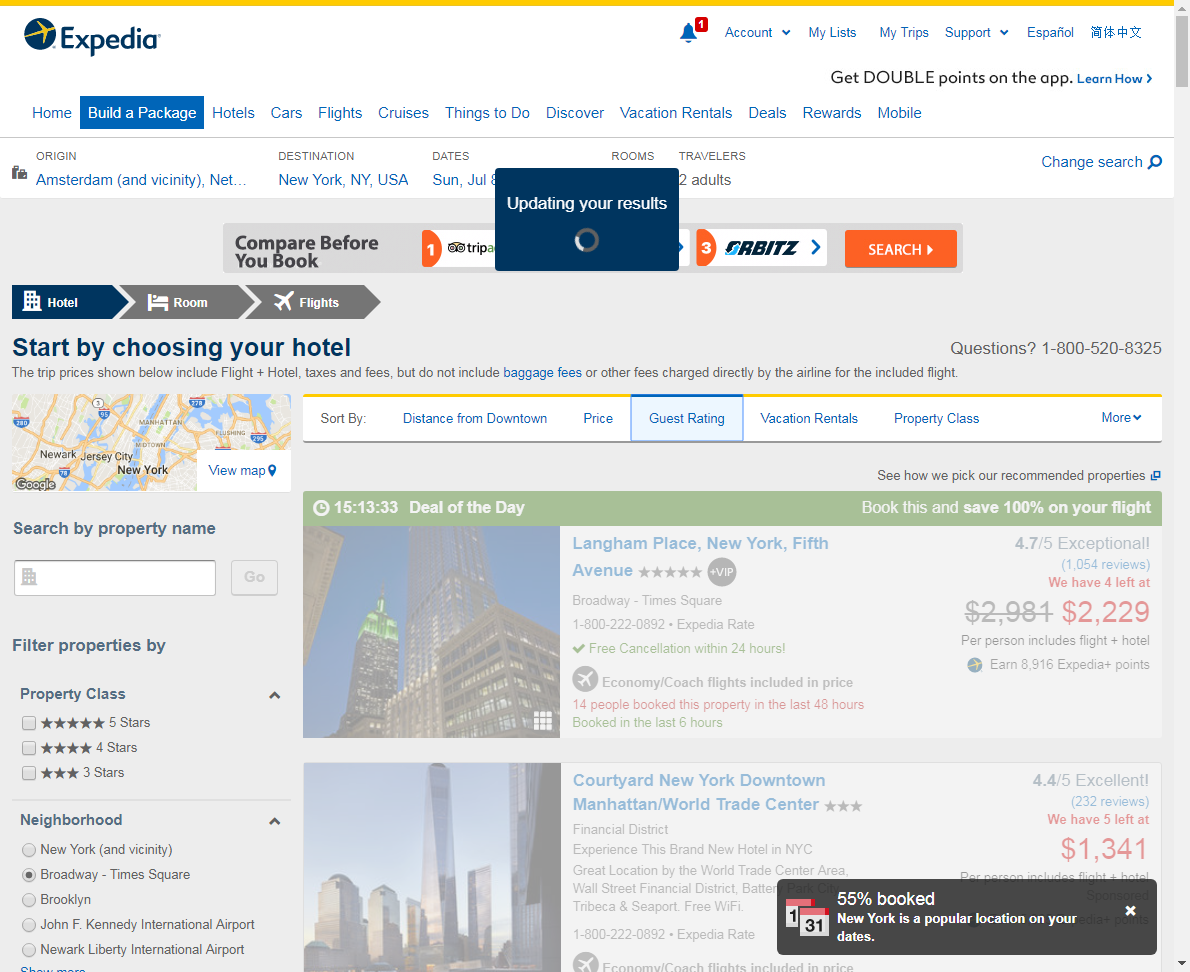 Expedia
1
Account
My Lists
My Trips
Support
Español
简体中文
Get DOUBLE points on the app. Learn How
Home
Build a Package
Hotels
Cars
Flights
Cruises
Things to Do
Discover
Vacation Rentals
Deals
Rewards
Mobile
ORIGIN
Amsterdam (and vicinity), Net...
DESTINATION
New York, NY, USA
DATES
Sun, Jul
ROOMS
TRAVELERS
2 adults
Change search
Updating your results
Compare Before
You Book
1
3
ORBITZ
SEARCH
Hotel
Room
Flights
Start by choosing your hotel
Questions? 1-800-520-8325
The trip prices shown below include Flight + Hotel, taxes and fees, but do not include baggage fees or other fees charged directly by the airline for the included flight.
3
278
280
95
MANHATTAN
FLUSHING
295
MIDTOWN
Newark
Jersey City
78
New York
Google
View map
Sort By:
Distance from Downtown
Price
Guest Rating
Vacation Rentals
Property Class
More
See how we pick our recommended properties
Search by property name
Go
Filter properties by
Property Class
5 Stars
4 Stars
3 Stars
Neighborhood
New York (and vicinity)
Broadway - Times Square
Brooklyn
John F. Kennedy International Airport
Newark Liberty International Airport
15:13:33 Deal of the Day
Book this and save 100% on your flight
Langham Place, New York, Fifth
Avenue
+VIP
Broadway - Times Square
1-800-222-0892 • Expedia Rate
Free Cancellation within 24 hours!
Economy/Coach flights included in price
14 people booked this property in the last 48 hours
Booked in the last 6 hours
4.7/5 Exceptional!
(1,054 reviews)
We have 4 left at
$2,981 $2,229
Per person includes flight + hotel
Earn 8,916 Expedia+ points
Courtyard New York Downtown
Manhattan/World Trade Center
Financial District
Experience This Brand New Hotel in NYC
Great Location by the World Trade Center Area,
Wall Street Financial District, Battery Park City,
Tribeca & Seaport. Free WiFi.
1-800-222-0892 • Expedia Rate
Economy/Coach flights included in price
4.4/5 Excellent!
(232 reviews)
We have 5 left at
$1,341
Per person includes flight + hotel
Sponsored
points
1
31
55% booked
New York is a popular location on your
dates.